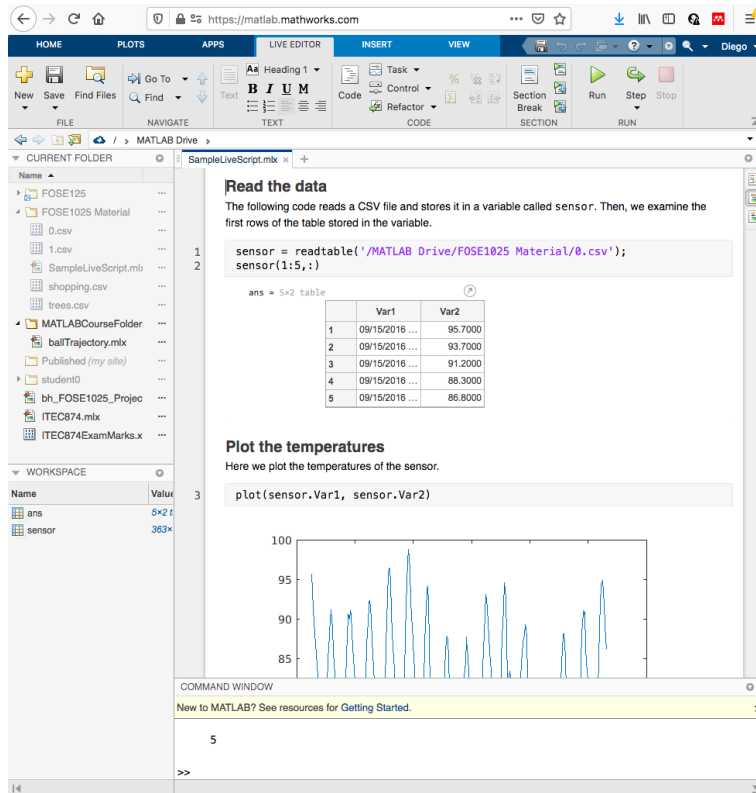 https://matlab.mathworks.com
HOME PLOTS APPS LIVE EDITOR INSERT VIEW Diego
New Save Find Files Go To Find Text Aa Heading 1 B I U M Code Task Control Refactor Section Break Run Step Stop
FILE NAVIGATE TEXT CODE SECTION RUN
/ › MATLAB Drive ›
CURRENT FOLDER
Name
FOSE125
FOSE1025 Material
0.csv
1.csv
SampleLiveScript.mb
shopping.csv
trees.csv
MATLABCourseFolder
ballTrajectory.mlx
Published (my site)
student0
bh_FOSE1025_Projec
ITEC874.mlx
ITEC874ExamMarks.x
WORKSPACE
Name Value
ans 5×2 t
sensor 363×
SampleLiveScript.mlx × +
Read the data
The following code reads a CSV file and stores it in a variable called sensor. Then, we examine the
first rows of the table stored in the variable.
1 sensor = readtable('/MATLAB Drive/FOSE1025 Material/0.csv');
2 sensor(1:5,:)
ans = 5×2 table
Var1 Var2
1 09/15/2016 ... 95.7000
2 09/15/2016 ... 93.7000
3 09/15/2016 ... 91.2000
4 09/15/2016 ... 88.3000
5 09/15/2016 ... 86.8000
Plot the temperatures
Here we plot the temperatures of the sensor.
3 plot(sensor.Var1, sensor.Var2)
100
95
90
85
COMMAND WINDOW
New to MATLAB? See resources for Getting Started.
5
>>